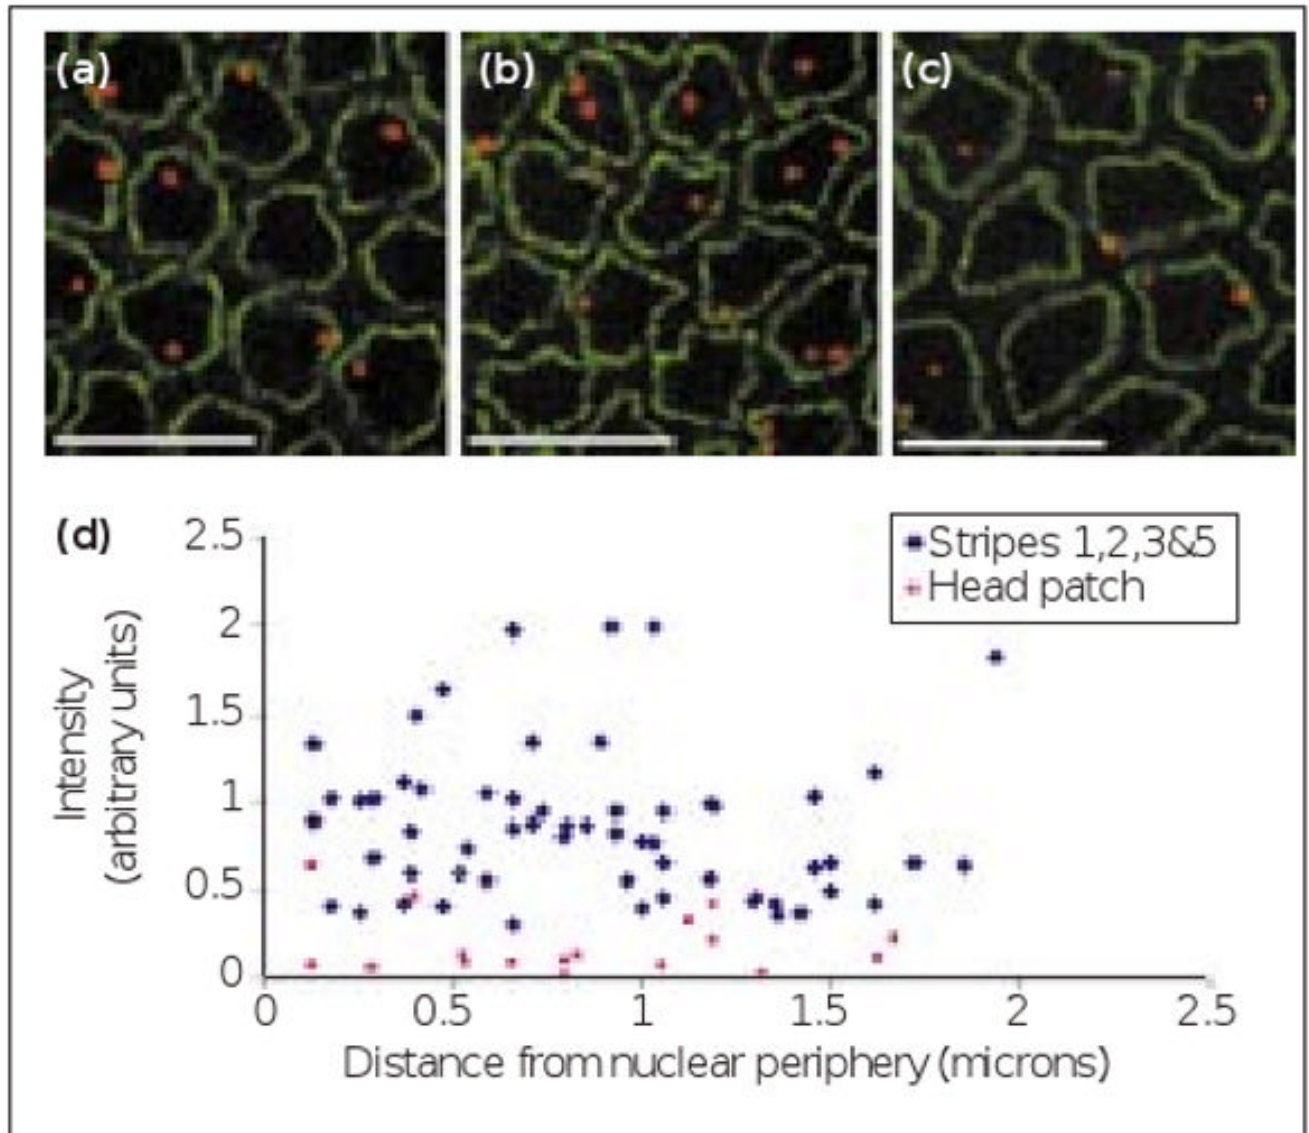 (a)
(b)
(c)
(d)
2.5
2
1.5
1
0.5
0
Intensity
(arbitrary units)
Stripes 1,2,3&5
Head patch
0
0.5
1
1.5
2
2.5
Distance from nuclear periphery (microns)